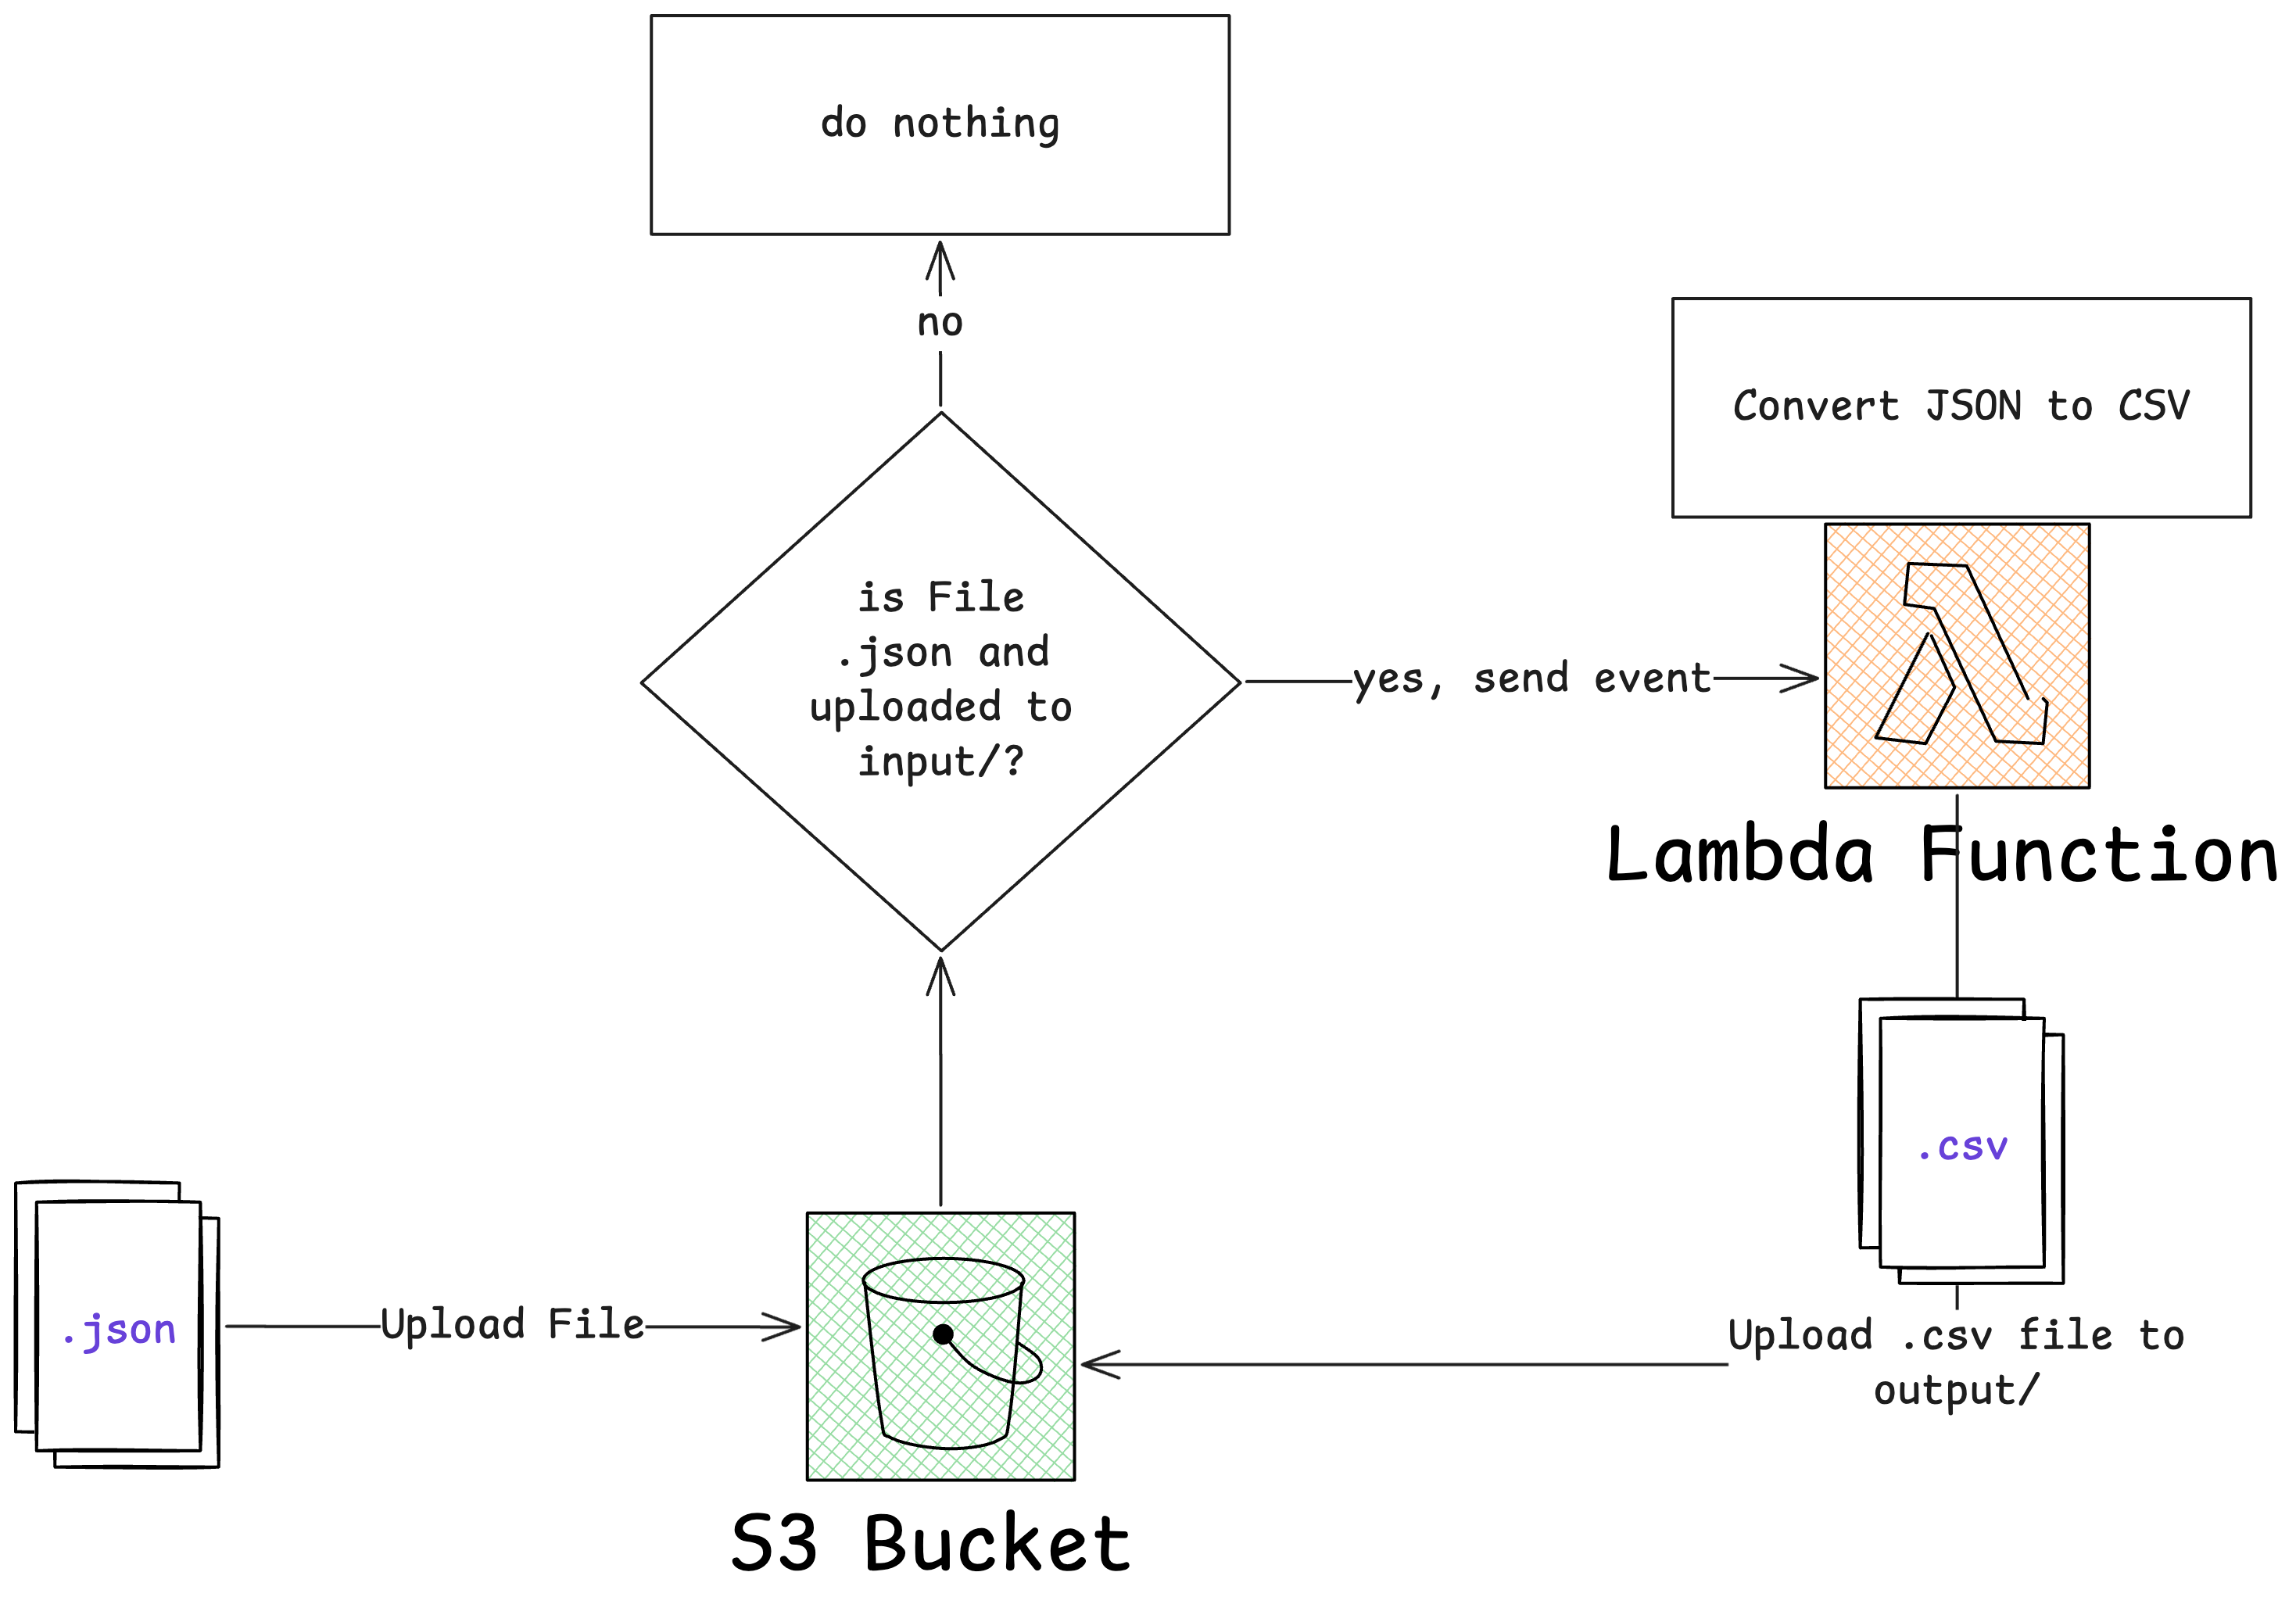 do nothing
no
Convert JSON to CSV
is File
.json and
uploaded to
input/?
yes, send event
Lambda Function
.csv
.json
Upload File
Upload .csv file to
output/
S3 Bucket